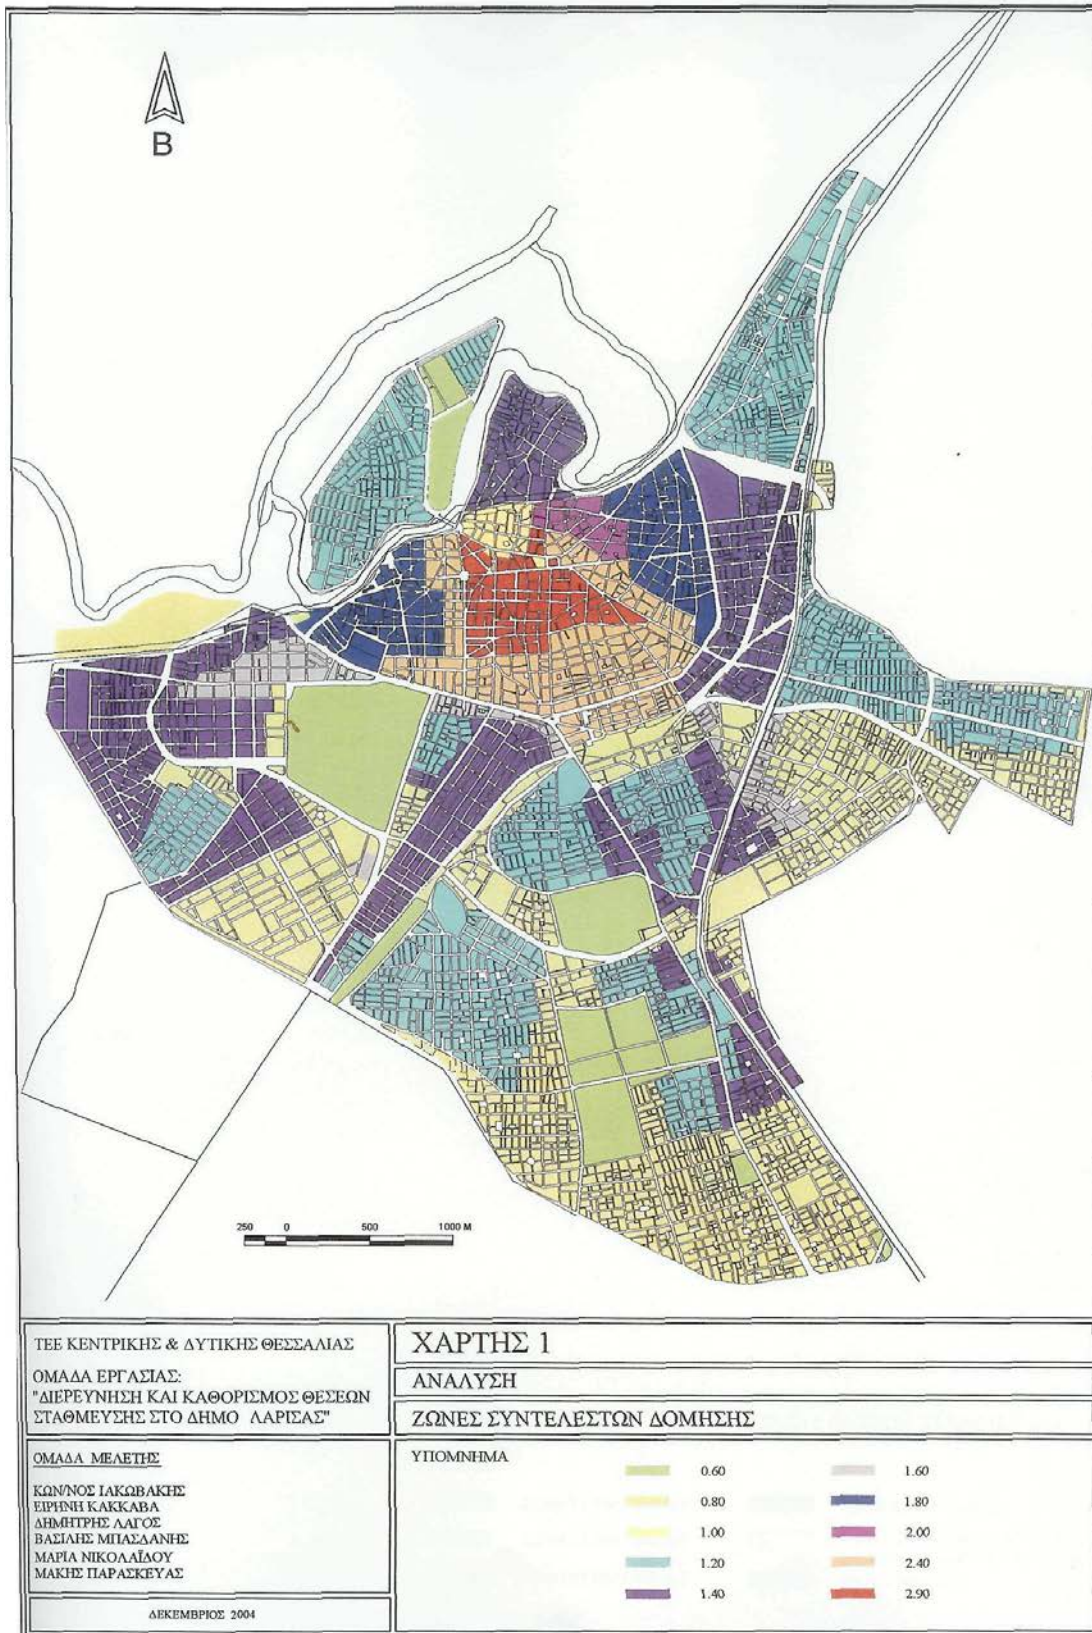 B
250 0 500 1000 M
ΤΕΕ ΚΕΝΤΡΙΚΗΣ & ΔΥΤΙΚΗΣ ΘΕΣΣΑΛΙΑΣ
ΟΜΑΔΑ ΕΡΓΑΣΙΑΣ:
"ΔΙΕΡΕΥΝΗΣΗ ΚΑΙ ΚΑΘΟΡΙΣΜΟΣ ΘΕΣΕΩΝ
ΣΤΑΘΜΕΥΣΗΣ ΣΤΟ ΔΗΜΟ ΛΑΡΙΣΑΣ"
ΟΜΑΔΑ ΜΕΛΕΤΗΣ
ΚΩΝ/ΝΟΣ ΙΑΚΩΒΑΚΗΣ
ΕΙΡΗΝΗ ΚΑΚΚΑΒΑ
ΔΗΜΗΤΡΗΣ ΛΑΓΟΣ
ΒΑΣΙΛΗΣ ΜΠΑΣΔΑΝΗΣ
ΜΑΡΙΑ ΝΙΚΟΛΑΪΔΟΥ
ΜΑΚΗΣ ΠΑΡΑΣΚΕΥΑΣ
ΔΕΚΕΜΒΡΙΟΣ 2004
ΧΑΡΤΗΣ 1
ΑΝΑΛΥΣΗ
ΖΩΝΕΣ ΣΥΝΤΕΛΕΣΤΩΝ ΔΟΜΗΣΗΣ
ΥΠΟΜΝΗΜΑ
0.60
0.80
1.00
1.20
1.40
1.60
1.80
2.00
2.40
2.90